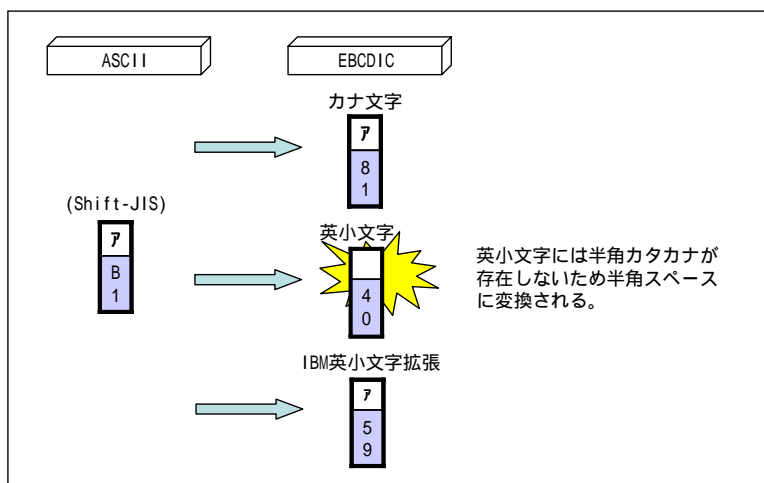 ASCII
EBCDIC
カナ文字
ア
8
1
(Shift-JIS)
ア
B
1
英小文字
4
0
英小文字には半角カタカナが
存在しないため半角スペース
に変換される。
IBM英小文字拡張
ア
5
9